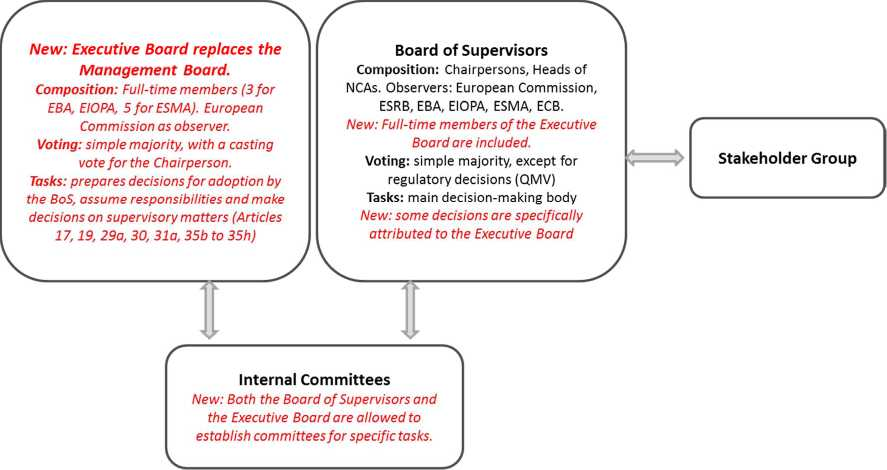 New: Executive Board replaces the
Management Board.
Composition: Full-time members (3 for
EBA, EIOPA, 5 for ESMA). European
Commission as observer.
Voting: simple majority, with a casting
vote for the Chairperson.
Tasks: prepares decisions for adoption by
the BoS, assume responsibilities and make
decisions on supervisory matters (Articles
17, 19, 29a, 30, 31a, 35b to 35h)
Board of Supervisors
Composition: Chairpersons, Heads of
NCAs. Observers: European Commission,
ESRB, EBA, EIOPA, ESMA, ECB.
New: Full-time members of the Executive
Board are included.
Voting: simple majority, except for
regulatory decisions (QMV)
Tasks: main decision-making body
New: some decisions are specifically
attributed to the Executive Board
Stakeholder Group
Internal Committees
New: Both the Board of Supervisors and
the Executive Board are allowed to
establish committees for specific tasks.